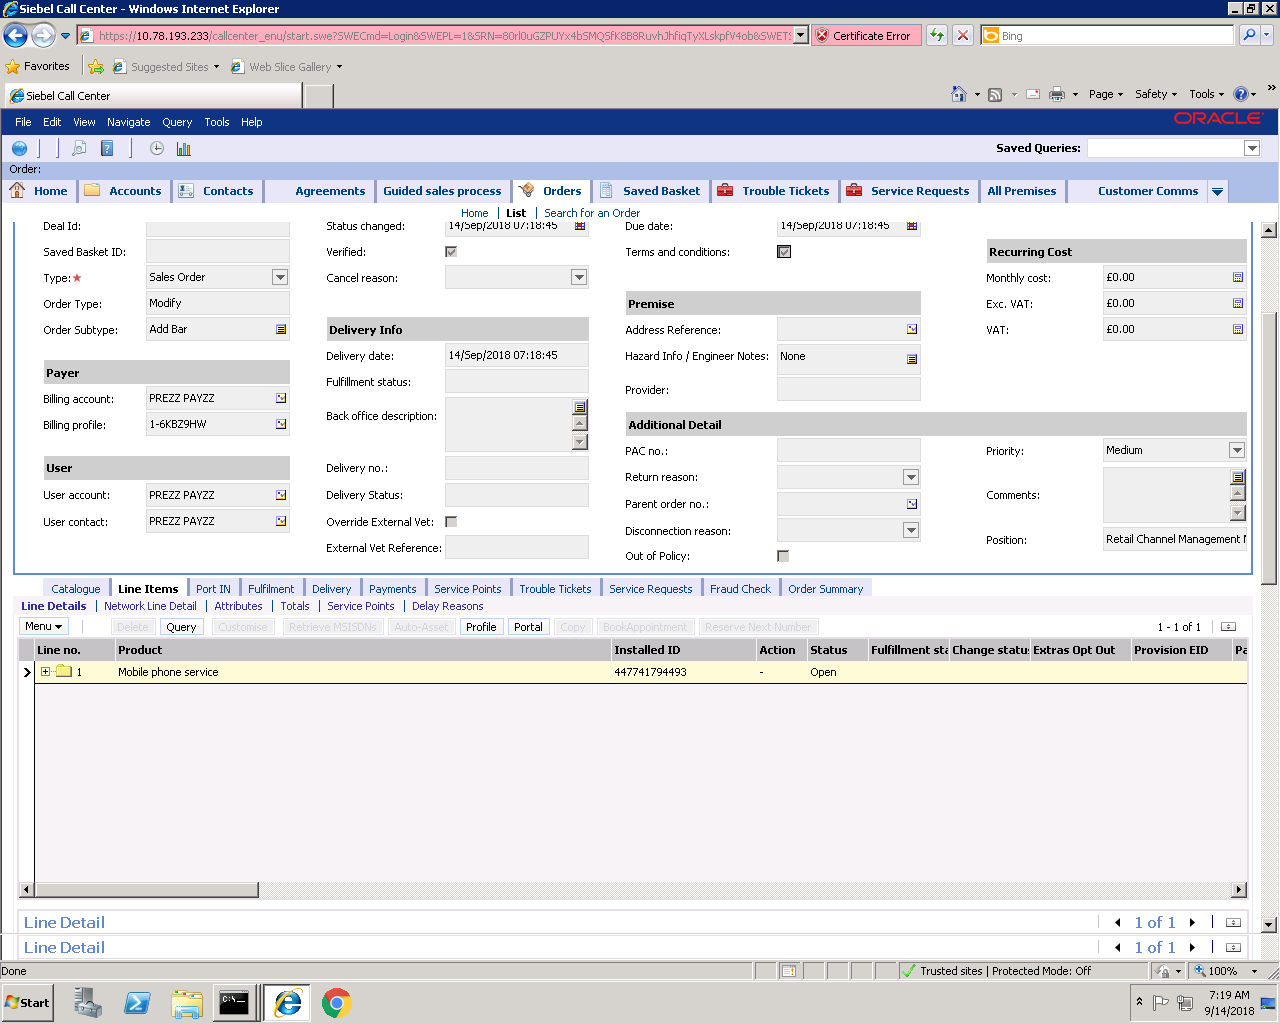 Siebel Call Center - Windows Internet Explorer
https://10.78.193.233/callcenter_enu/start.swe?SWECmd=Login&SWEPL=1&SRN= Certificate Error Bing
Favorites Suggested Sites Web Slice Gallery
Siebel Call Center Page Safety Tools
File Edit View Navigate Query Tools Help ORACLE
Saved Queries:
Order:
Home Accounts Contacts Agreements Guided sales process Orders Saved Basket Trouble Tickets Service Requests All Premises Customer Comms
Home | List | Search for an Order
Deal Id: Status changed: 14/Sep/2018 07:18:45 Due date: 14/Sep/2018 07:18:45
Saved Basket ID: Verified: Terms and conditions: Recurring Cost
Type: Sales Order Cancel reason: Monthly cost: £0.00
Order Type: Modify Premise Exc. VAT: £0.00
Order Subtype: Add Bar Delivery Info Address Reference: VAT: £0.00
Delivery date: 14/Sep/2018 07:18:45 Hazard Info / Engineer Notes: None
Payer Fulfillment status:
Billing account: PREZZ PAYZZ Provider:
Billing profile: 1-6KBZ9HW Back office description: Additional Detail
PAC no.: Priority: Medium
User Delivery no.: Return reason:
User account: PREZZ PAYZZ Delivery Status: Parent order no.: Comments:
User contact: PREZZ PAYZZ Override External Vet: Disconnection reason:
External Vet Reference: Out of Policy: Position: Retail Channel Management
Catalogue Line Items Port IN Fulfilment Delivery Payments Service Points Trouble Tickets Service Requests Fraud Check Order Summary
Line Details | Network Line Detail | Attributes | Totals | Service Points | Delay Reasons
Menu Delete Query Customise Retrieve MSISDNs Auto-Asset Profile Portal Copy BookAppointment Reserve Next Number 1 - 1 of 1
Line no. Product Installed ID Action Status Fulfillment sta Change status Extras Opt Out Provision EID Pa
1 Mobile phone service 447741794493 - Open
Line Detail 1 of 1
Line Detail 1 of 1
Done Trusted sites | Protected Mode: Off 100%
Start 7:19 AM
9/14/2018